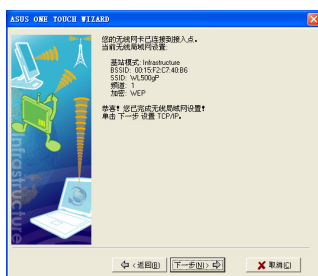 ASUS ONE TOUCH WIZARD
您的无线网卡已连接到接入点。
当前无线局域网设置:
基站模式: Infrastructure
BSSID: 00:15:F2:C7:40:B6
SSID: WL500gP
频道: 1
加密: WEP
恭喜! 您已完成无线局域网设置!
单击 下一步 设置 TCP/IP。
Infrastructure
< 返回(B)
下一步(N) >
取消(C)